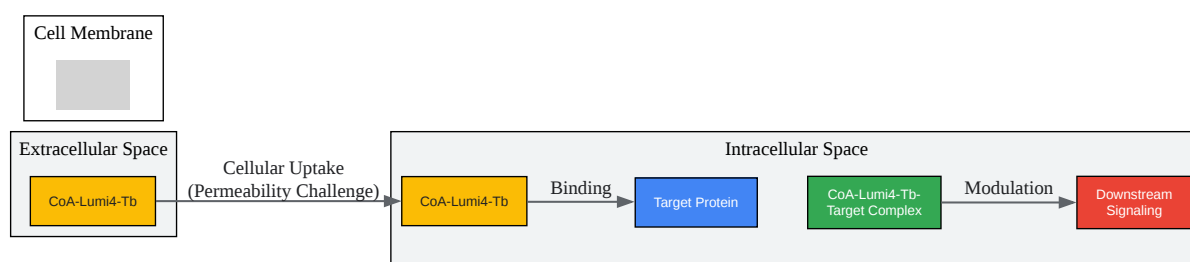 Cell Membrane
Extracellular Space
CoA-Lumi4-Tb
Cellular Uptake
(Permeability Challenge)
Intracellular Space
CoA-Lumi4-Tb
Binding
Target Protein
CoA-Lumi4-Tb-
Target Complex
Modulation
Downstream
Signaling